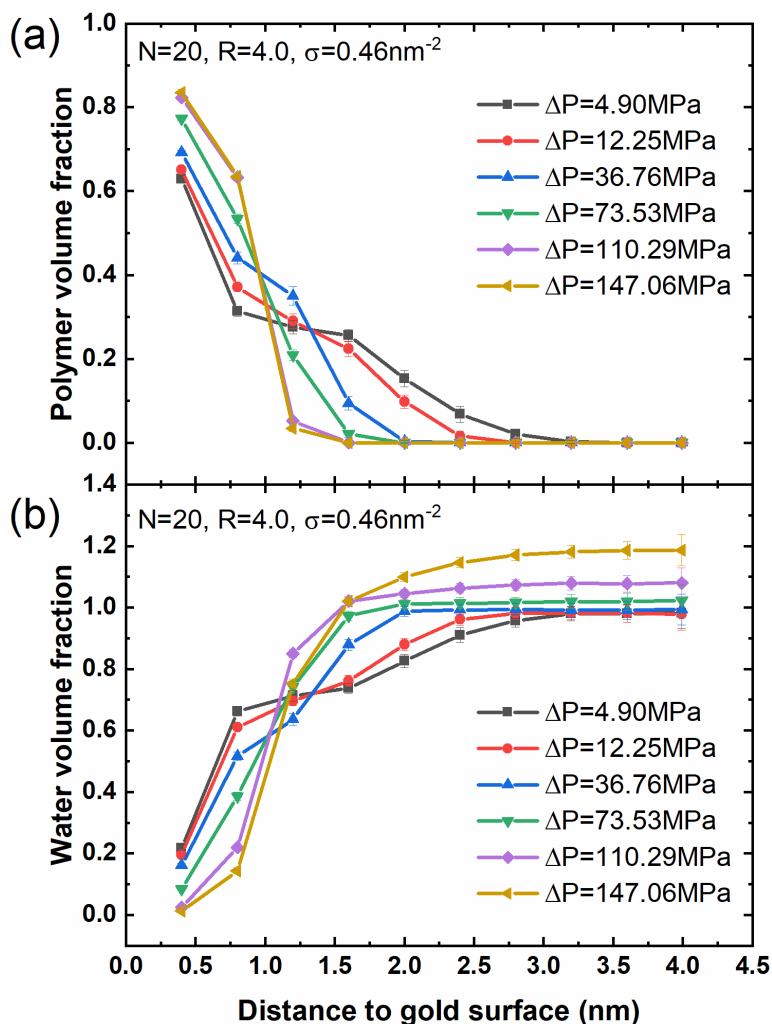 (a)
1.0
N=20, R=4.0, σ=0.46nm-2
0.8
0.6
0.4
0.2
0.0
Polymer volume fraction
ΔP=4.90MPa
ΔP=12.25MPa
ΔP=36.76MPa
ΔP=73.53MPa
ΔP=110.29MPa
ΔP=147.06MPa
(b)
1.4
N=20, R=4.0, σ=0.46nm-2
1.2
1.0
0.8
0.6
0.4
0.2
0.0
Water volume fraction
ΔP=4.90MPa
ΔP=12.25MPa
ΔP=36.76MPa
ΔP=73.53MPa
ΔP=110.29MPa
ΔP=147.06MPa
0.0 0.5 1.0 1.5 2.0 2.5 3.0 3.5 4.0 4.5
Distance to gold surface (nm)